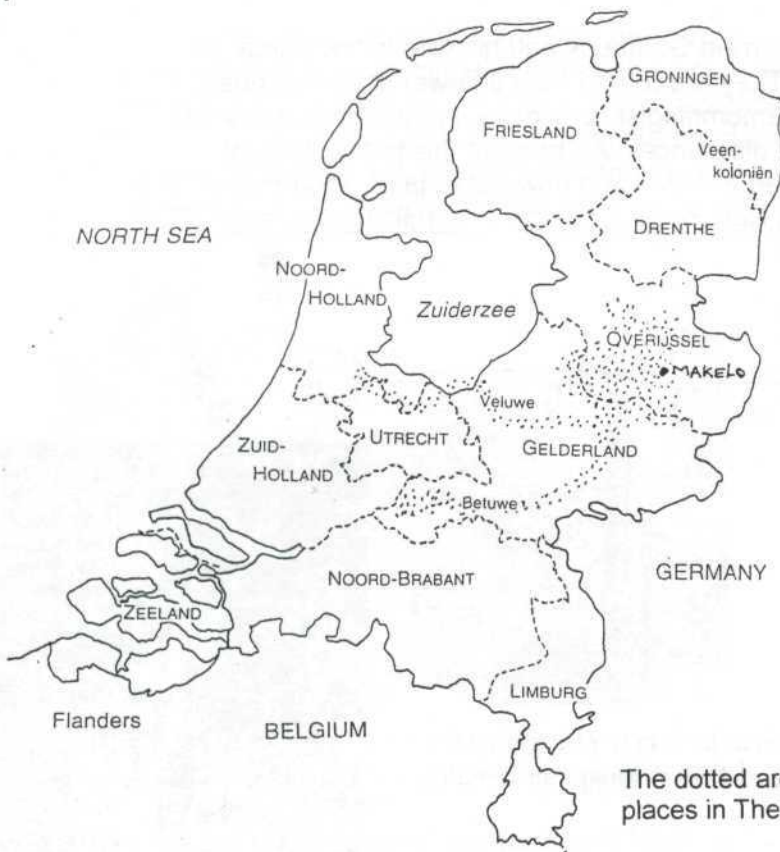 GRONINGEN
FRIESLAND
Veen-
koloniën
DRENTHE
NORTH SEA
NOORD-
HOLLAND
Zuiderzee
OVERIJSSEL
MAKELO
Veluwe
UTRECHT
ZUID-
HOLLAND
GELDERLAND
Betuwe
NOORD-BRABANT
GERMANY
ZEELAND
LIMBURG
Flanders
BELGIUM
The dotted
places in The